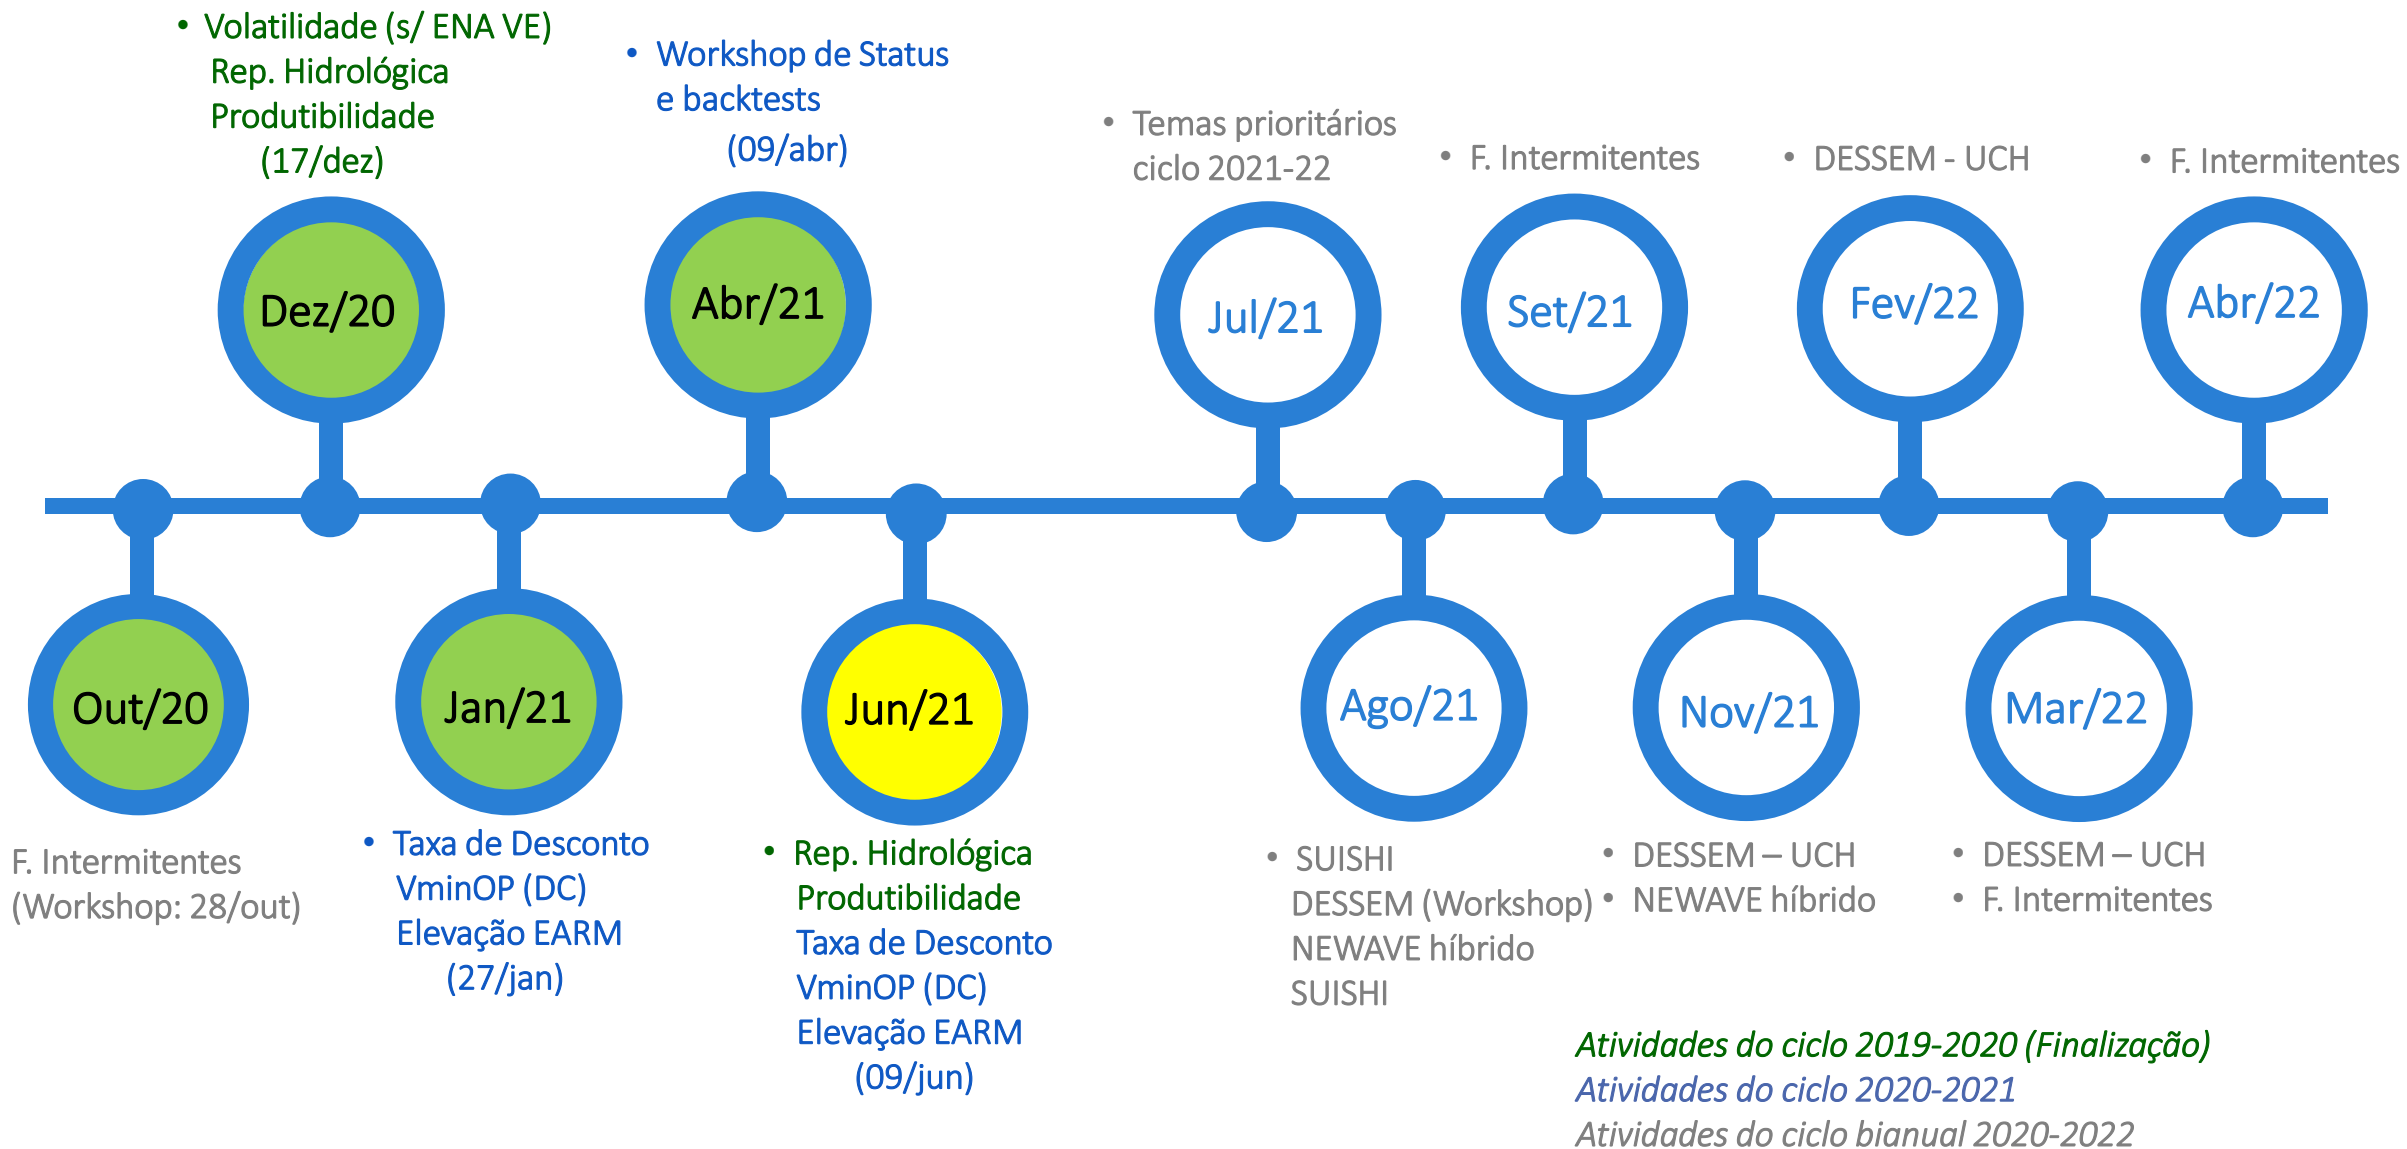 • Volatilidade (s/ ENA VE)
Rep. Hidrológica
Produtibilidade
(17/dez)
• Workshop de Status
e backtests
(09/abr)
• Temas prioritários
ciclo 2021-22
• F. Intermitentes
• DESSEM - UCH
• F. Intermitentes
Dez/20
Abr/21
Jul/21
Set/21
Fev/22
Abr/22
Out/20
Jan/21
Jun/21
Ago/21
Nov/21
Mar/22
F. Intermitentes
(Workshop: 28/out)
• Taxa de Desconto
VminOP (DC)
Elevação EARM
(27/jan)
• Rep. Hidrológica
Produtibilidade
Taxa de Desconto
VminOP (DC)
Elevação EARM
(09/jun)
• SUISHI
DESSEM (Workshop)
NEWAVE híbrido
SUISHI
• DESSEM – UCH
• NEWAVE híbrido
• DESSEM – UCH
• F. Intermitentes
Atividades do ciclo 2019-2020 (Finalização)
Atividades do ciclo 2020-2021
Atividades do ciclo bianual 2020-2022